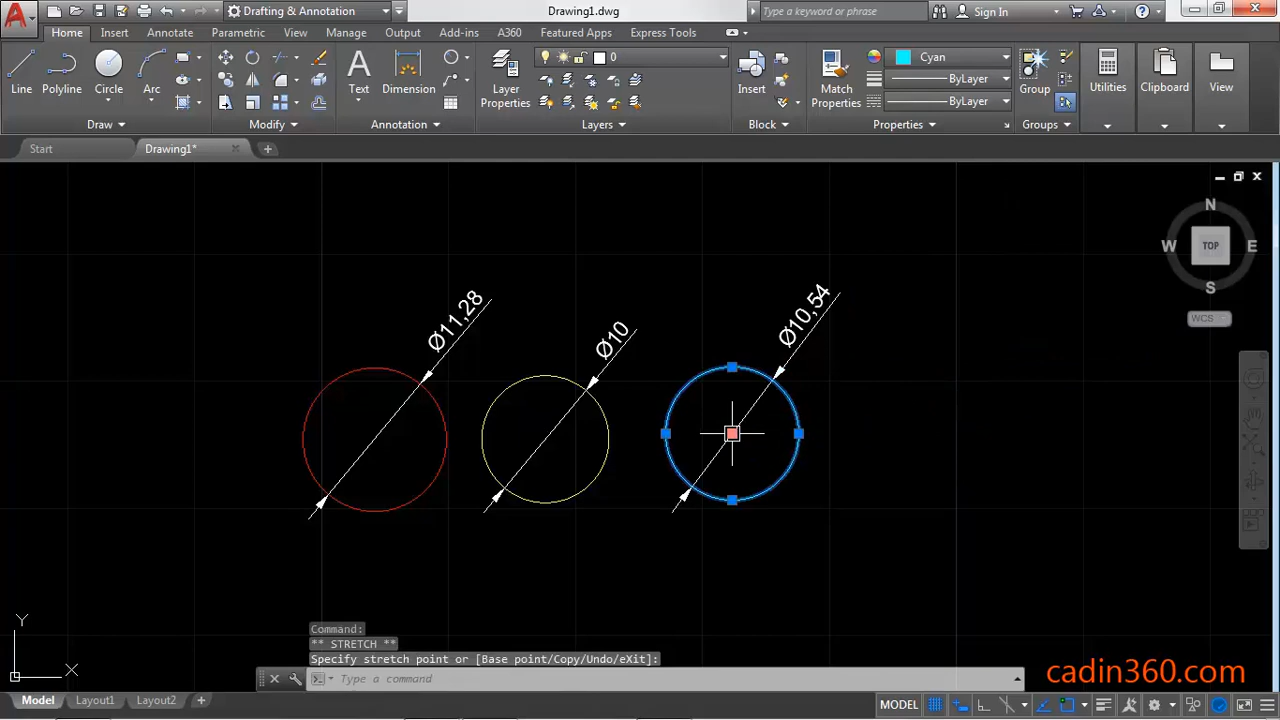 Drafting & Annotation
Drawing1.dwg
Type a keyword or phrase
Sign In
Home
Insert
Annotate
Parametric
View
Manage
Output
Add-ins
A360
Featured Apps
Express Tools
Line
Polyline
Circle
Arc
Text
Dimension
Layer
Properties
0
Insert
Match
Properties
Cyan
ByLayer
ByLayer
Group
Utilities
Clipboard
View
Draw
Modify
Annotation
Layers
Block
Properties
Groups
Start
Drawing1*
N
W
TOP
E
S
WCS
Ø11,28
Ø10
Ø10,54
Y
X
Command:
** STRETCH **
Specify stretch point or [Base point/Copy/Undo/eXit]:
Type a command
cadin360.com
Model
Layout1
Layout2
MODEL